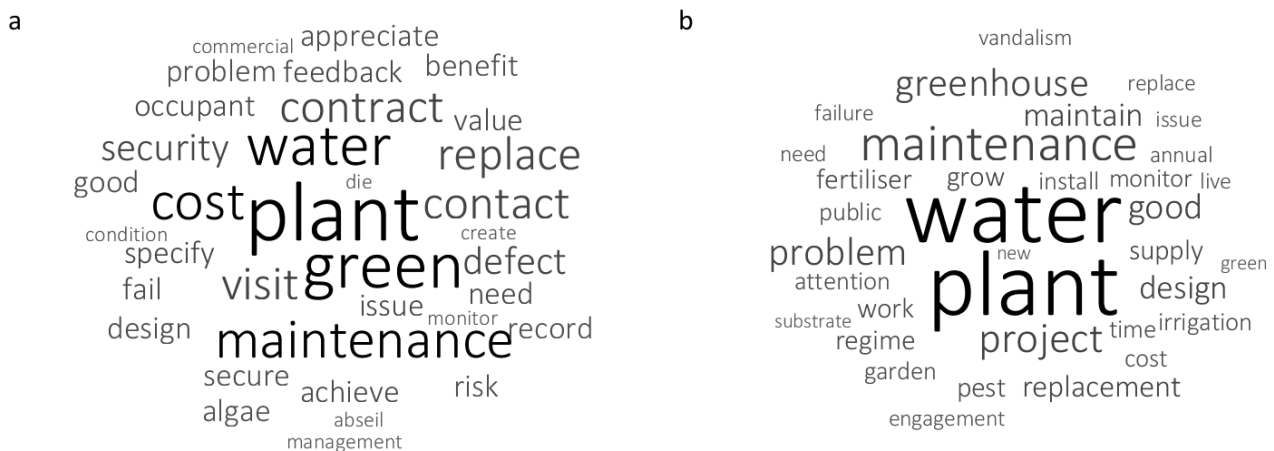 a
commercial appreciate
problem feedback benefit
occupant contract value
security water replace
good die
cost plant contact
condition create
specify green defect
fail visit issue need
design monitor record
maintenance
secure achieve risk
algae abseil
management
b
vandalism
greenhouse replace
failure maintain issue
need maintenance annual
fertiliser grow install monitor live
public water good
problem new supply green
attention plant design
substrate work project time irrigation
regime cost
garden pest replacement
engagement